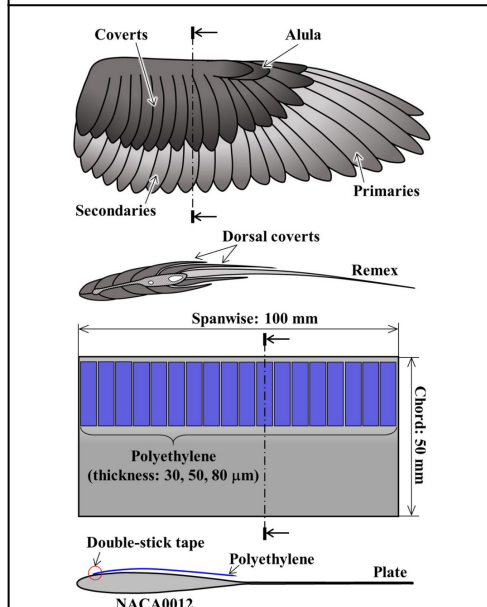 Coverts
Alula
Primaries
Secondaries
Dorsal coverts
Remex
Spanwise: 100 mm
Chord: 50 mm
Polyethylene
(thickness: 30, 50, 80 μm)
Double-stick tape
Polyethylene
Plate
NACA0012